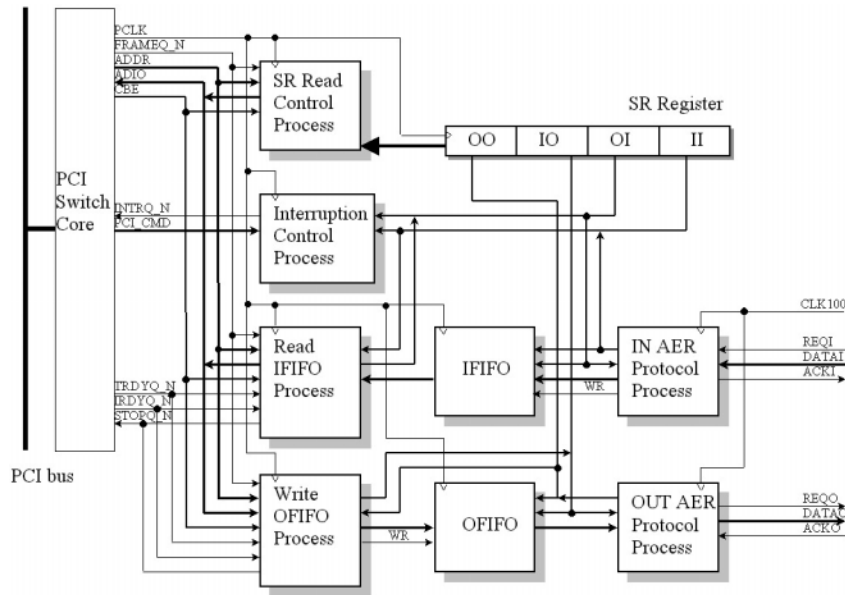 PCLK
FRAMEQ_N
ADDR
ADIO
CBE
SR Read
Control
Process
SR Register
OO
IO
OI
II
PCI
Switch
Core
INTRQ_N
PCI_CMD
Interruption
Control
Process
CLK100
Read
IFIFO
Process
IFIFO
IN AER
Protocol
Process
REQI
DATAI
ACKI
WR
TRDYQ_N
IRDYQ_N
STOPQ_N
PCI bus
Write
OFIFO
Process
WR
OFIFO
OUT AER
Protocol
Process
REQO
DATAO
ACKO